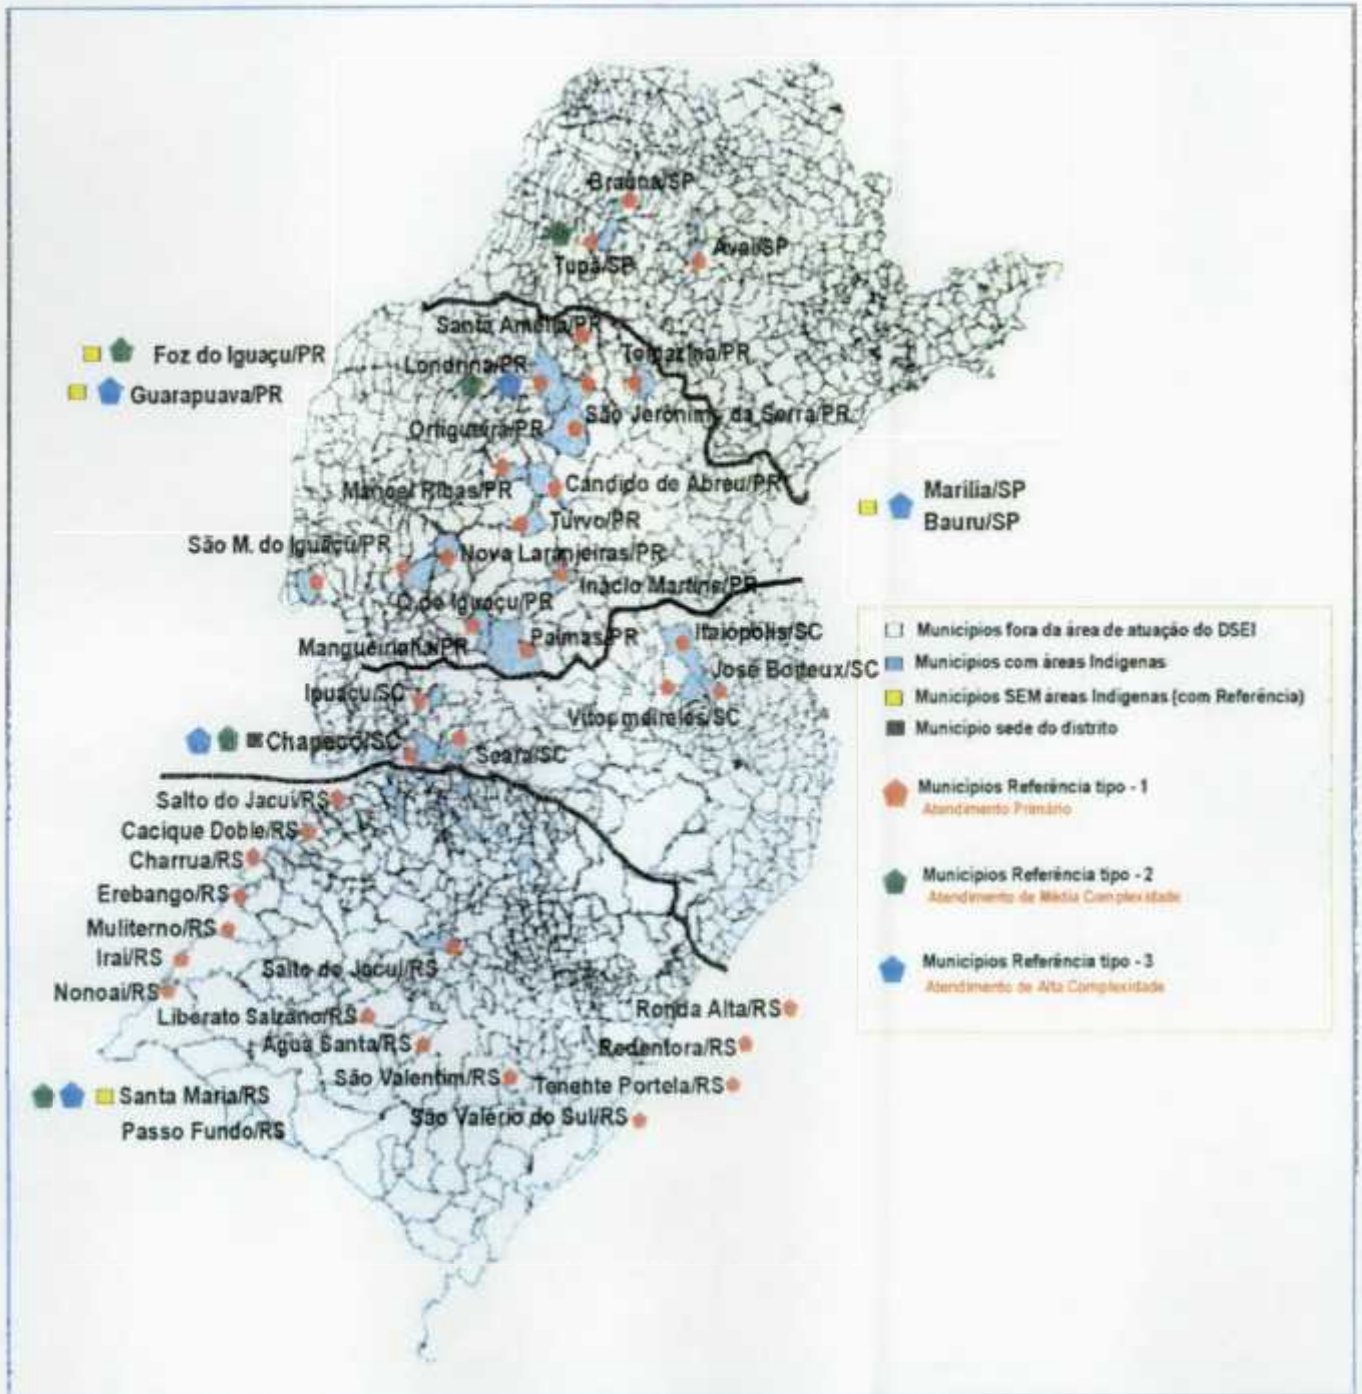 Braúna/SP
Avaí/SP
Tupã/SP
Santa Amélia/PR
Londrina/PR
Tomazina/PR
Foz do Iguaçu/PR
Guarapuava/PR
São Jerônimo da Serra/PR
Ortigueira/PR
Manoel Ribas/PR
Cândido de Abreu/PR
Marília/SP
Bauru/SP
Turvo/PR
São M. do Iguaçu/PR
Nova Laranjeiras/PR
Inácio Martins/PR
Q.do Iguaçu/PR
Mangueirinha/PR
Palmas/PR
Itaiópolis/SC
José Boiteux/SC
Ipuaçu/SC
Vitor meireles/SC
Chapecó/SC
Seara/SC
Municípios fora da área de atuação do DSEI
Municípios com áreas Indígenas
Municípios SEM áreas Indígenas (com Referência)
Município sede do distrito
Municípios Referência tipo - 1
Atendimento Primário
Municípios Referência tipo - 2
Atendimento de Média Complexidade
Municípios Referência tipo - 3
Atendimento de Alta Complexidade
Salto do Jacuí/RS
Cacique Doble/RS
Charrua/RS
Erebango/RS
Muliterno/RS
Iraí/RS
Salto do Jacuí/RS
Nonoai/RS
Liberato Salzano/RS
Ronda Alta/RS
Água Santa/RS
Redentora/RS
São Valentim/RS
Tenente Portela/RS
Santa Maria/RS
São Valério do Sul/RS
Passo Fundo/RS